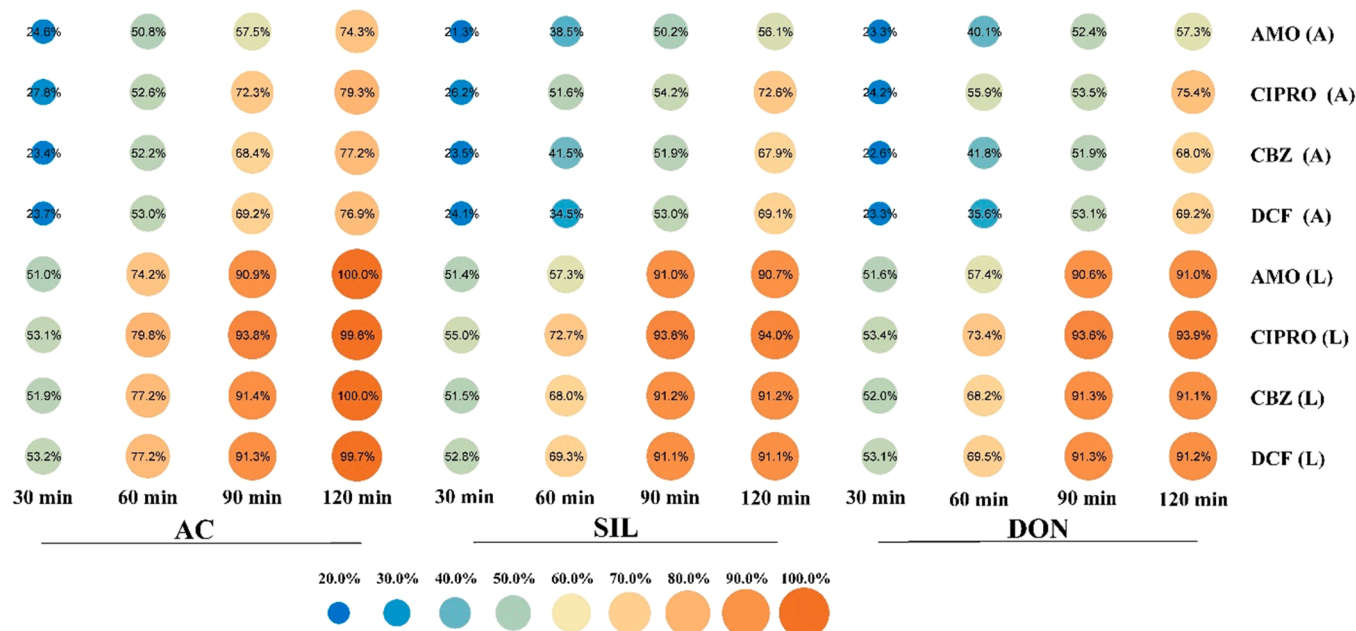 24.6% 50.8% 57.5% 74.3% 21.3% 38.5% 50.2% 56.1% 23.3% 40.1% 52.4% 57.3% AMO (A)
27.8% 52.6% 72.3% 79.3% 26.2% 51.6% 54.2% 72.6% 24.2% 55.9% 53.5% 75.4% CIPRO (A)
23.4% 52.2% 68.4% 77.2% 23.5% 41.5% 51.9% 67.9% 22.6% 41.8% 51.9% 68.0% CBZ (A)
23.7% 53.0% 69.2% 76.9% 24.1% 34.5% 53.0% 69.1% 23.3% 35.6% 53.1% 69.2% DCF (A)
51.0% 74.2% 90.9% 100.0% 51.4% 57.3% 91.0% 90.7% 51.6% 57.4% 90.6% 91.0% AMO (L)
53.1% 79.8% 93.8% 99.8% 55.0% 72.7% 93.8% 94.0% 53.4% 73.4% 93.6% 93.9% CIPRO (L)
51.9% 77.2% 91.4% 100.0% 51.5% 68.0% 91.2% 91.2% 52.0% 68.2% 91.3% 91.1% CBZ (L)
53.2% 77.2% 91.3% 99.7% 52.8% 69.3% 91.1% 91.1% 53.1% 69.5% 91.3% 91.2% DCF (L)
30 min 60 min 90 min 120 min 30 min 60 min 90 min 120 min 30 min 60 min 90 min 120 min
AC SIL DON
20.0% 30.0% 40.0% 50.0% 60.0% 70.0% 80.0% 90.0% 100.0%